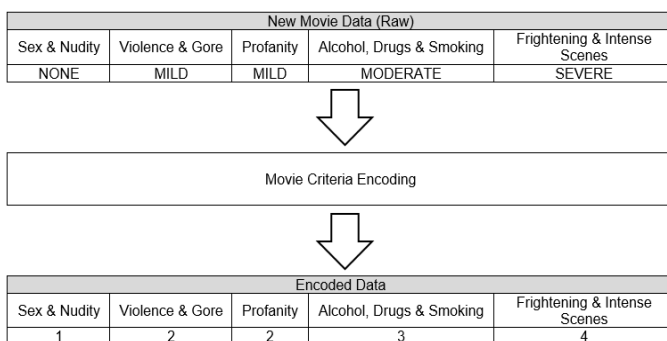 New Movie Data (Raw)
Sex & Nudity Violence & Gore Profanity Alcohol, Drugs & Smoking Frightening & Intense Scenes
NONE MILD MILD MODERATE SEVERE
Movie Criteria Encoding
Encoded Data
Sex & Nudity Violence & Gore Profanity Alcohol, Drugs & Smoking Frightening & Intense Scenes
1 2 2 3 4